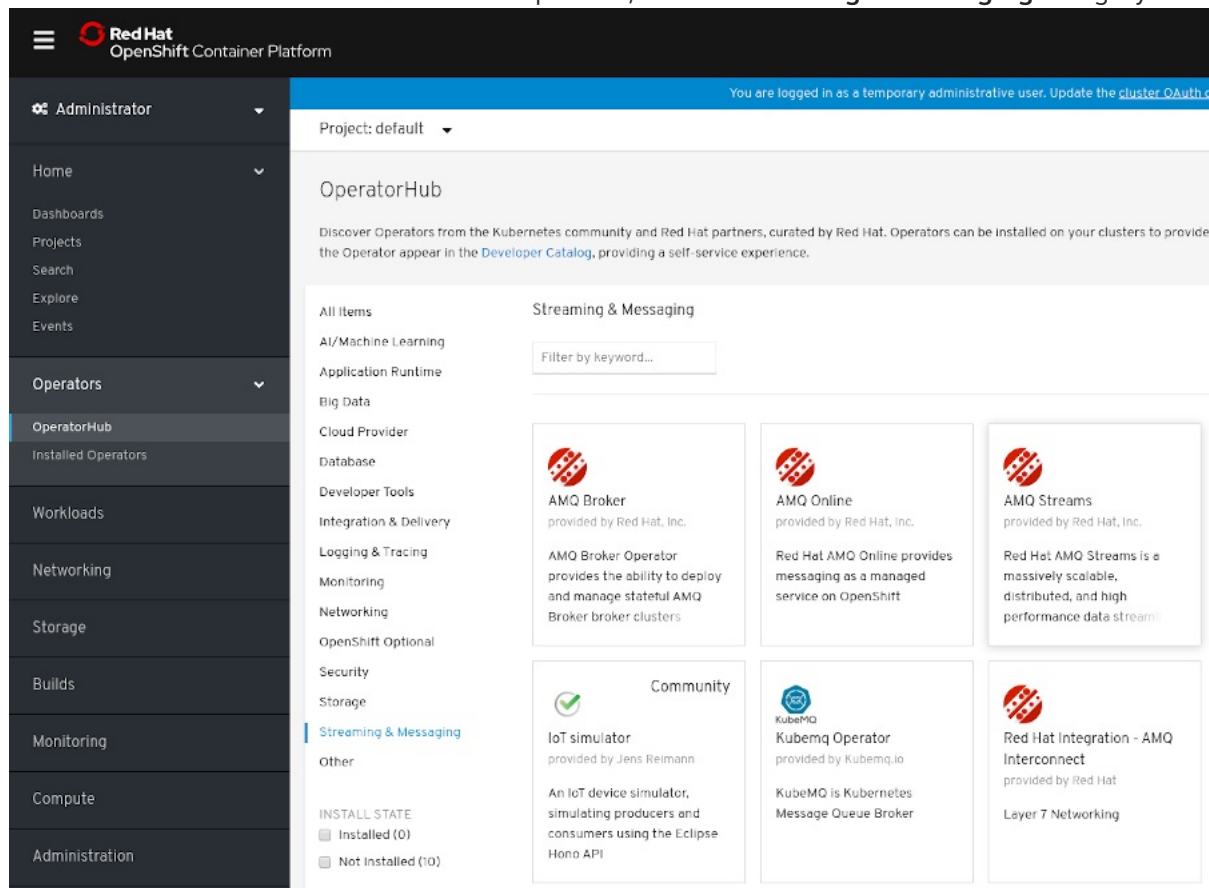 Red Hat
OpenShift Container Platform
Administrator
You are logged in as a temporary administrative user. Update the cluster OAuth
Project: default
Home
Dashboards
Projects
Search
Explore
Events
Operators
OperatorHub
Installed Operators
Workloads
Networking
Storage
Builds
Monitoring
Compute
Administration
OperatorHub
Discover Operators from the Kubernetes community and Red Hat partners, curated by Red Hat. Operators can be installed on your clusters to provide
the Operator appear in the Developer Catalog, providing a self-service experience.
All Items
AI/Machine Learning
Application Runtime
Big Data
Cloud Provider
Database
Developer Tools
Integration & Delivery
Logging & Tracing
Monitoring
Networking
OpenShift Optional
Security
Storage
Streaming & Messaging
Other
INSTALL STATE
Installed (0)
Not Installed (10)
Streaming & Messaging
Filter by keyword...
AMQ Broker
provided by Red Hat, Inc.
AMQ Broker Operator
provides the ability to deploy
and manage stateful AMQ
Broker broker clusters
AMQ Online
provided by Red Hat, Inc.
Red Hat AMQ Online provides
messaging as a managed
service on OpenShift
AMQ Streams
provided by Red Hat, Inc.
Red Hat AMQ Streams is a
massively scalable,
distributed, and high
performance data streami
Community
IoT simulator
provided by Jens Reimann
An IoT device simulator,
simulating producers and
consumers using the Eclipse
Hono API
KubeMQ
Kubemq Operator
provided by Kubemq.io
KubeMQ is Kubernetes
Message Queue Broker
Red Hat Integration - AMQ
Interconnect
provided by Red Hat
Layer 7 Networking